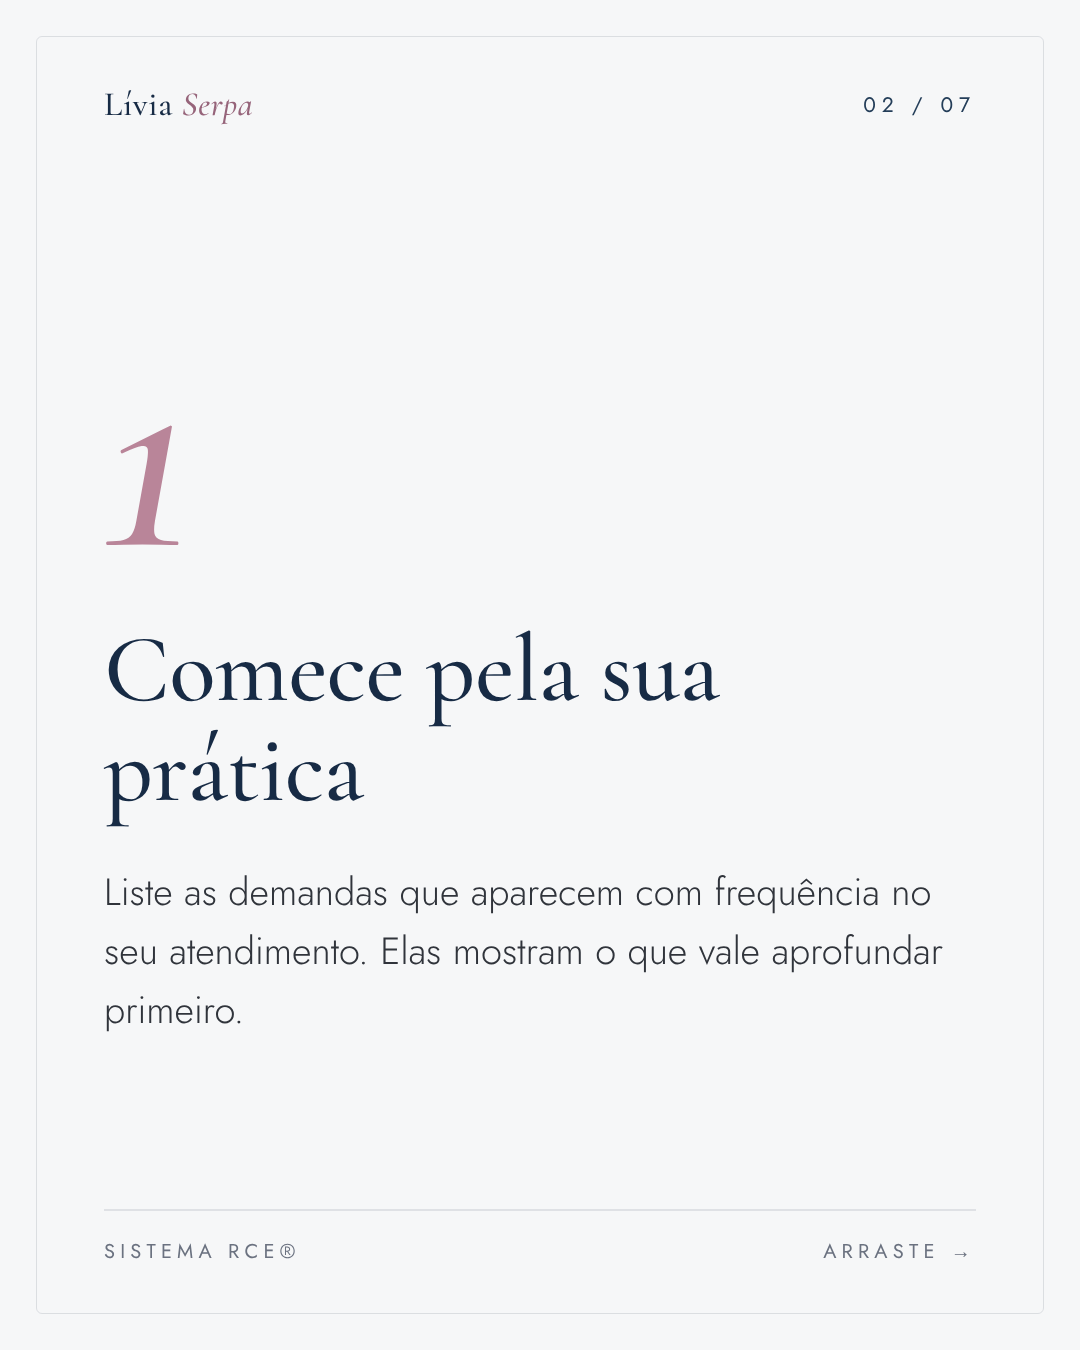 Lívia Serpa
02 / 07
1
Comece pela sua
prática
Liste as demandas que aparecem com frequência no
seu atendimento. Elas mostram o que vale aprofundar
primeiro.
SISTEMA RCE®
ARRASTE →